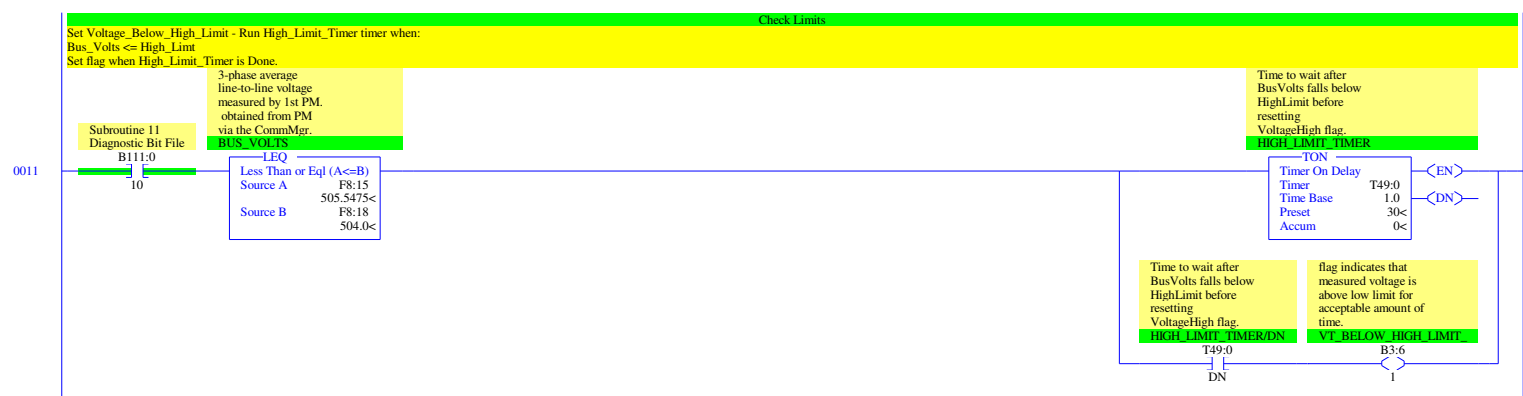 Check Limits
Set Voltage_Below_High_Limit - Run High_Limit_Timer timer when:
Bus_Volts <= High_Limt
Set flag when High_Limit_Timer is Done.
3-phase average
line-to-line voltage
measured by 1st PM.
obtained from PM
via the CommMgr.
BUS_VOLTS
Time to wait after
BusVolts falls below
HighLimit before
resetting
VoltageHigh flag.
HIGH_LIMIT_TIMER
Subroutine 11
Diagnostic Bit File
B111:0
10
0011
LEQ
Less Than or Eql (A<=B)
Source A F8:15
505.5475<
Source B F8:18
504.0<
TON
Timer On Delay
Timer T49:0
Time Base 1.0
Preset 30<
Accum 0<
EN
DN
Time to wait after
BusVolts falls below
HighLimit before
resetting
VoltageHigh flag.
HIGH_LIMIT_TIMER/DN
T49:0
DN
flag indicates that
measured voltage is
above low limit for
acceptable amount of
time.
VT_BELOW_HIGH_LIMIT_
B3:6
1